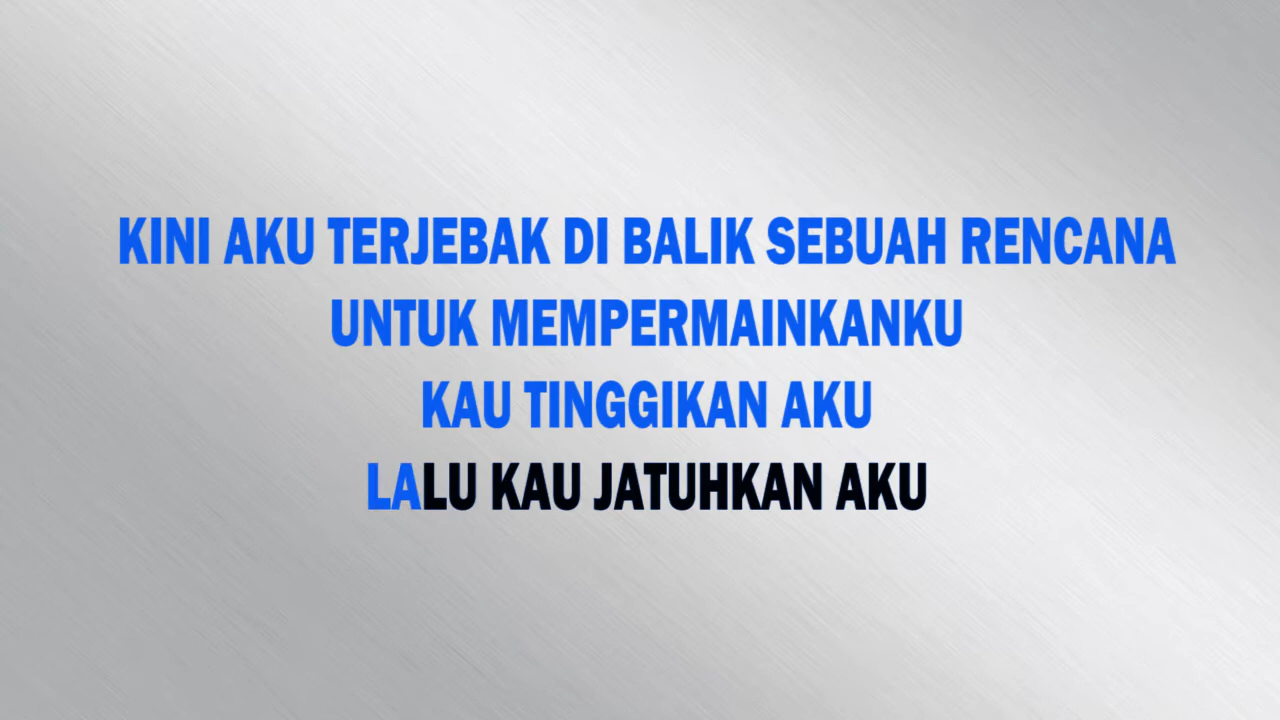 KINI AKU TERJEBAK DI BALIK SEBUAH RENCANA
UNTUK MEMPERMAINKANKU
KAU TINGGIKAN AKU
LALU KAU JATUHKAN AKU